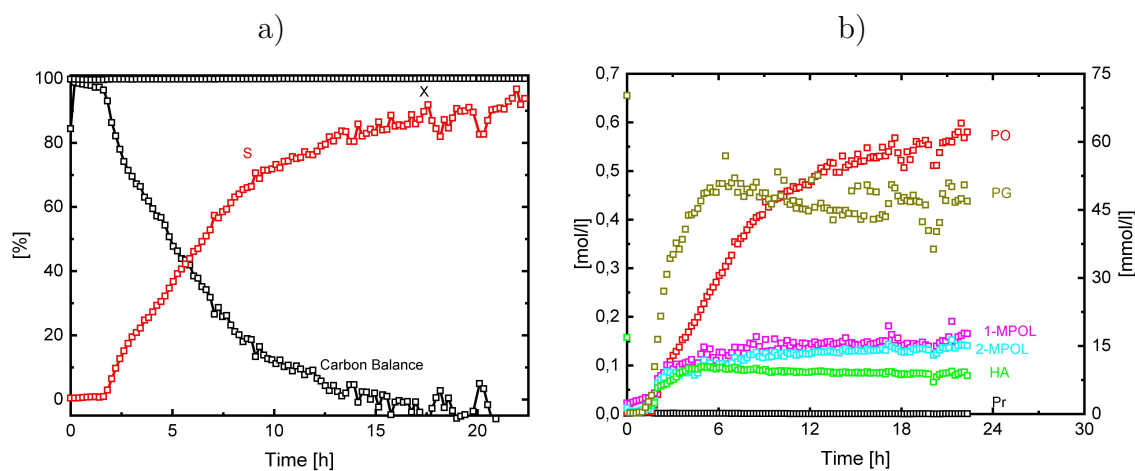 a)
b)
100
80
60
40
20
0
[%]
X
S
Carbon Balance
0
5
10
15
20
Time [h]
0,7
0,6
0,5
0,4
0,3
0,2
0,1
0,0
[mol/l]
75
60
45
30
15
0
[mmol/l]
PO
PG
1-MPOL
2-MPOL
HA
Pr
0
6
12
18
24
30
Time [h]